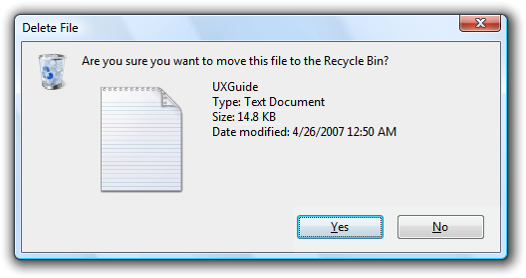 Delete File
Are you sure you want to move this file to the Recycle Bin?
UXGuide
Type: Text Document
Size: 14.8 KB
Date modified: 4/26/2007 12:50 AM
Yes
No